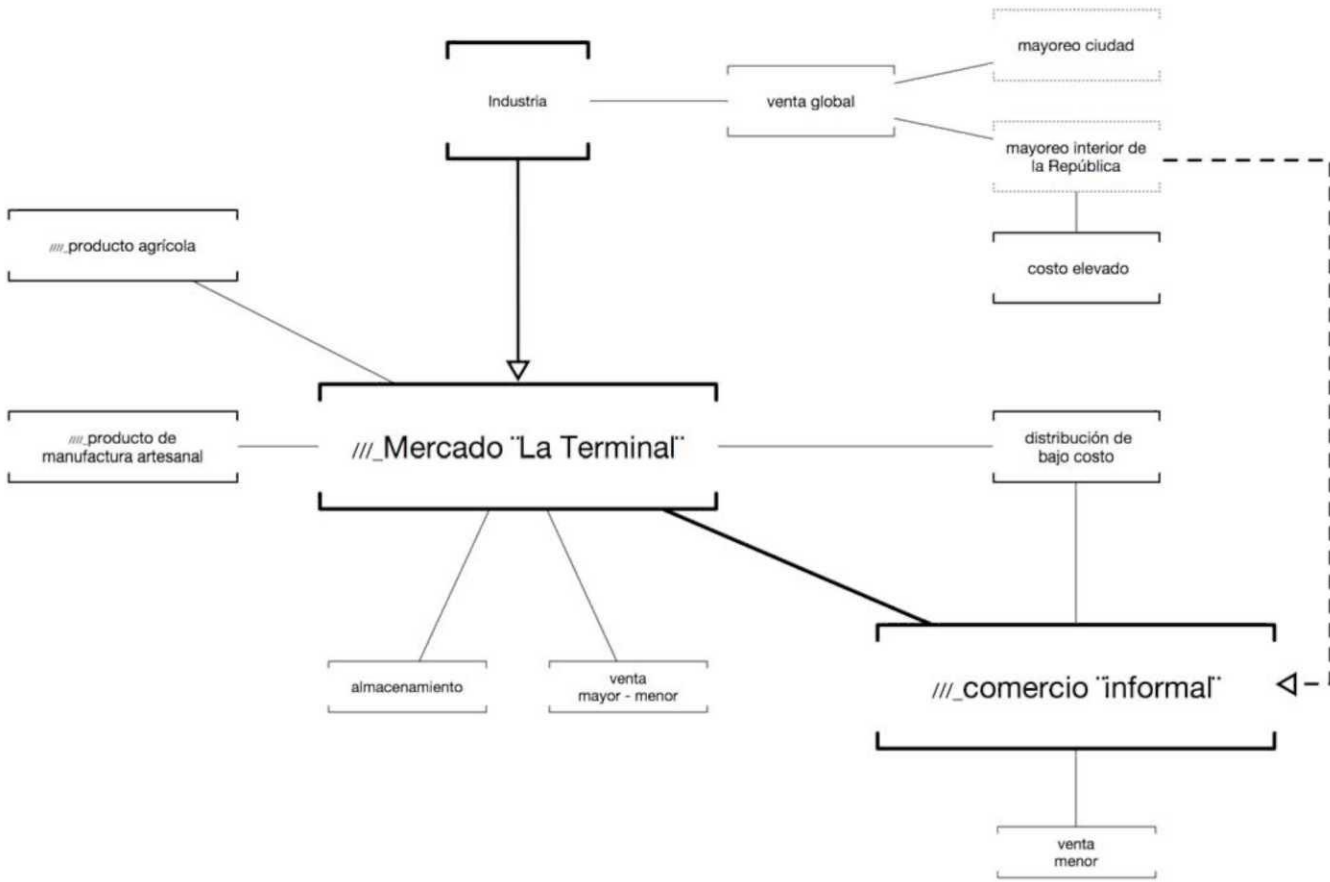 mayoreo ciudad
Industria
venta global
mayoreo interior de
la República
////_producto agrícola
costo elevado
////_producto de
manufactura artesanal
///_Mercado ¨La Terminal¨
distribución de
bajo costo
almacenamiento
venta
mayor - menor
///_comercio ¨informal¨
venta
menor